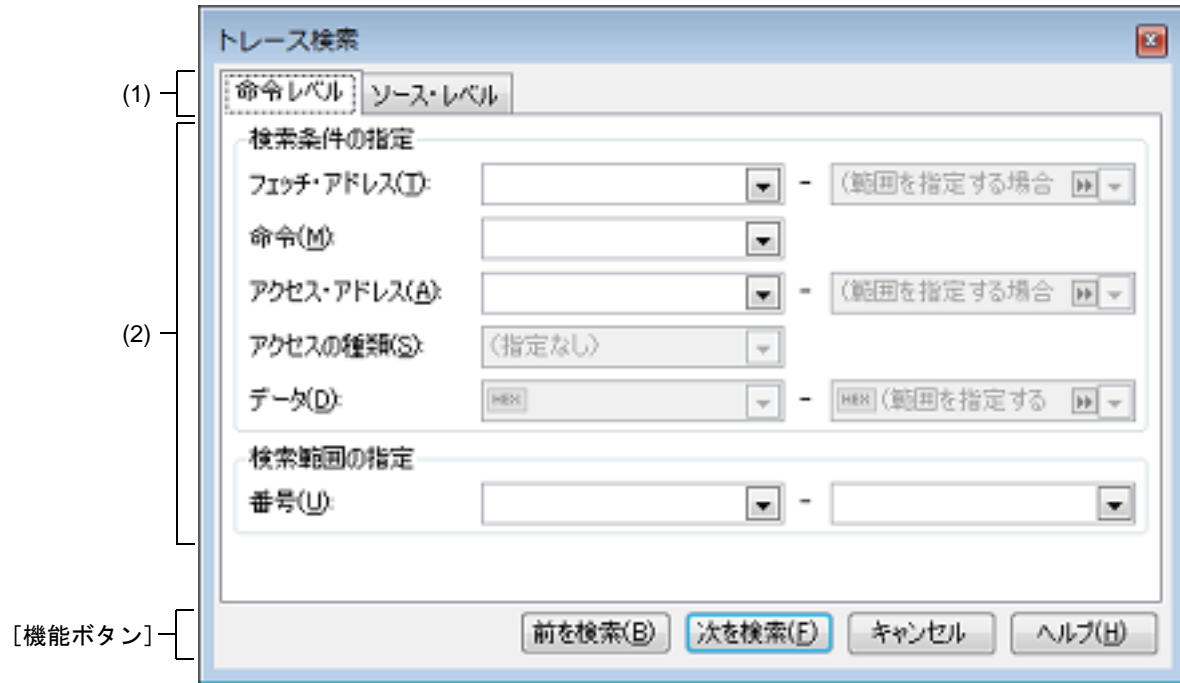 トレース検索
(1)
命令レベル ソース・レベル
(2)
検索条件の指定
フェッチ・アドレス(T): - (範囲を指定する場合
命令(M):
アクセス・アドレス(A): - (範囲を指定する場合
アクセスの種類(S): (指定なし)
データ(D): HEX - HEX (範囲を指定する
検索範囲の指定
番号(U): -
[機能ボタン]
前を検索(B) 次を検索(F) キャンセル ヘルプ(H)